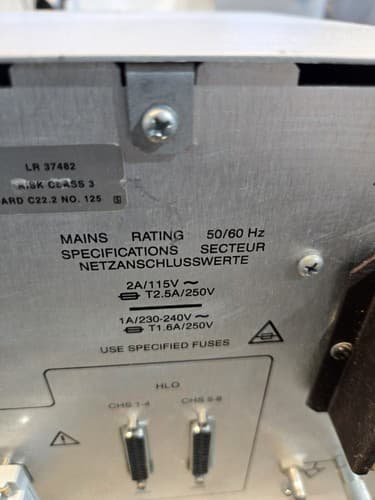 LR 37462
RISK CLASS 3
ARD C22.2 NO. 125 S
MAINS RATING 50/60 Hz
SPECIFICATIONS SECTEUR
NETZANSCHLUSSWERTE
2A/115V ~
T2.5A/250V
1A/230-240V ~
T1.6A/250V
USE SPECIFIED FUSES
HLO
CHS 1-4 CHS 5-8